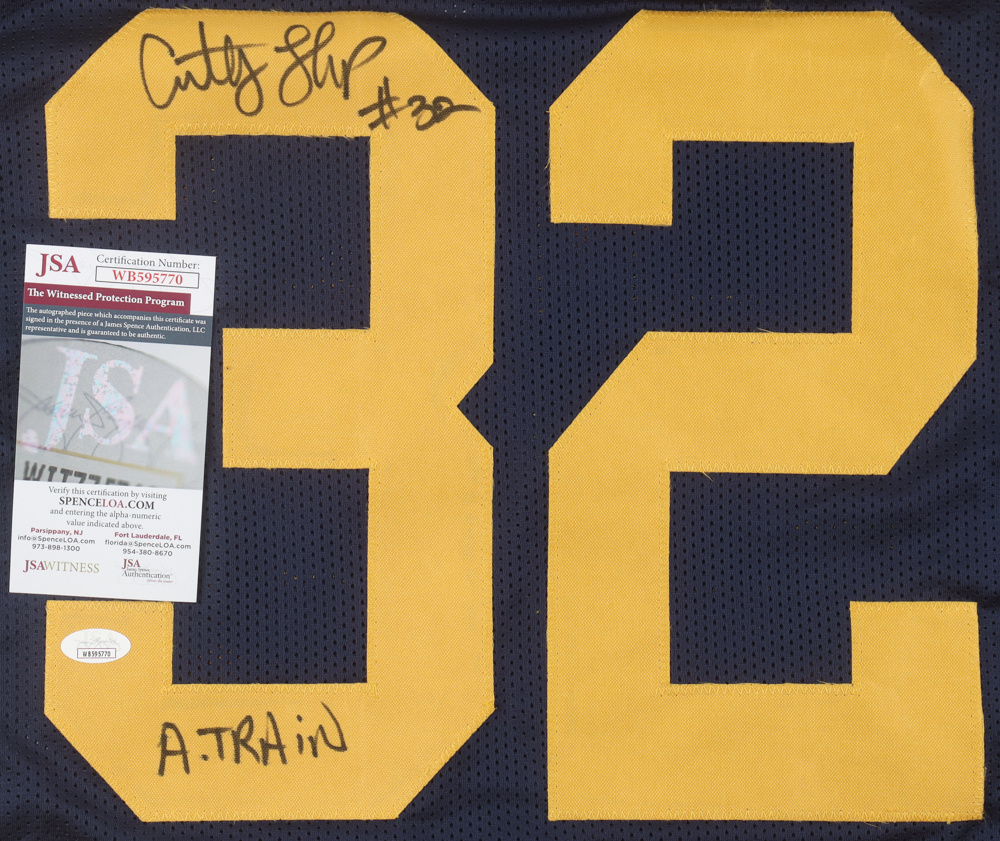 #32
32
JSA
Certification Number:
WB595770
The Witnessed Protection Program
The autographed piece which accompanies this certificate was
signed in the presence of a James Spence Authentication, LLC
representative and is guaranteed to be authentic.
JSA
Verify this certification by visiting
SPENCELOA.COM
and entering the alpha-numeric
value indicated above.
Parsippany, NJ
info@SpenceLOA.com
973-898-1300
Fort Lauderdale, FL
florida@SpenceLOA.com
954-380-8670
JSAWITNESS
JSA
Authentication
WB595770
A.TRAiN